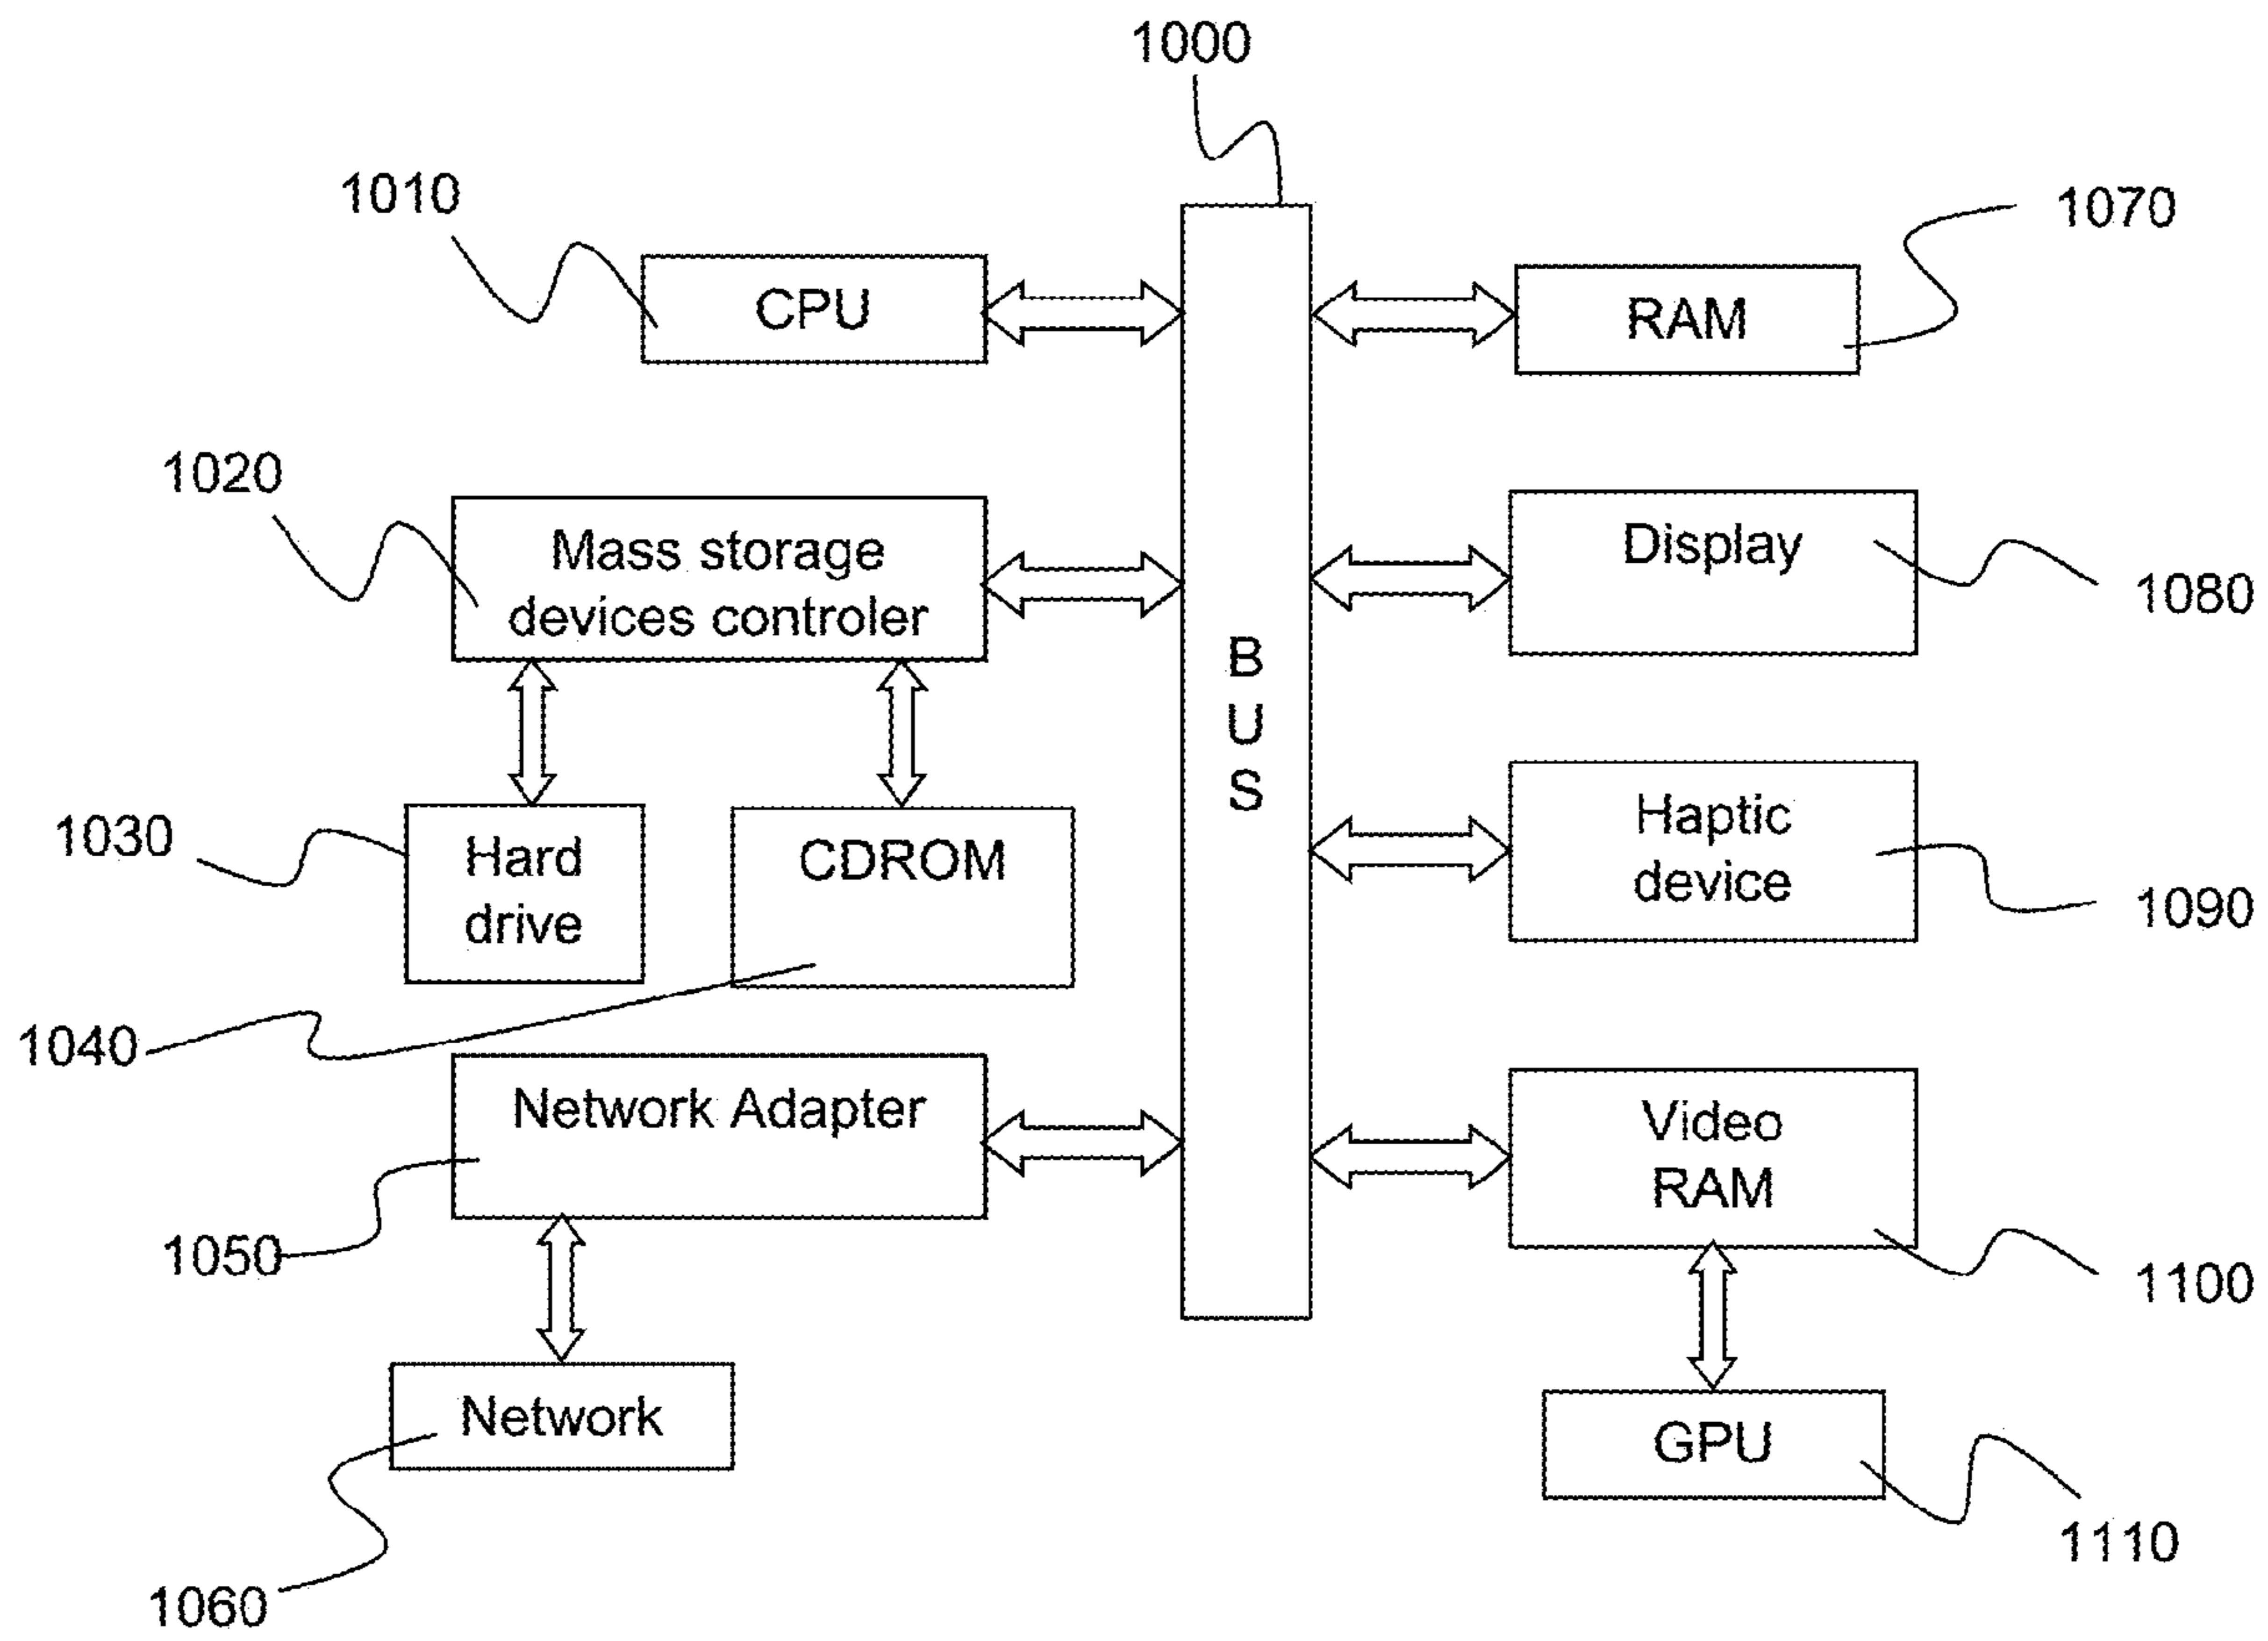 1000
1010
1070
CPU
RAM
1020
Mass storage
devices controler
Display
1080
B
U
S
1030
Hard
drive
CDROM
Haptic
device
1090
1040
Network Adapter
Video
RAM
1050
1100
Network
GPU
1110
1060